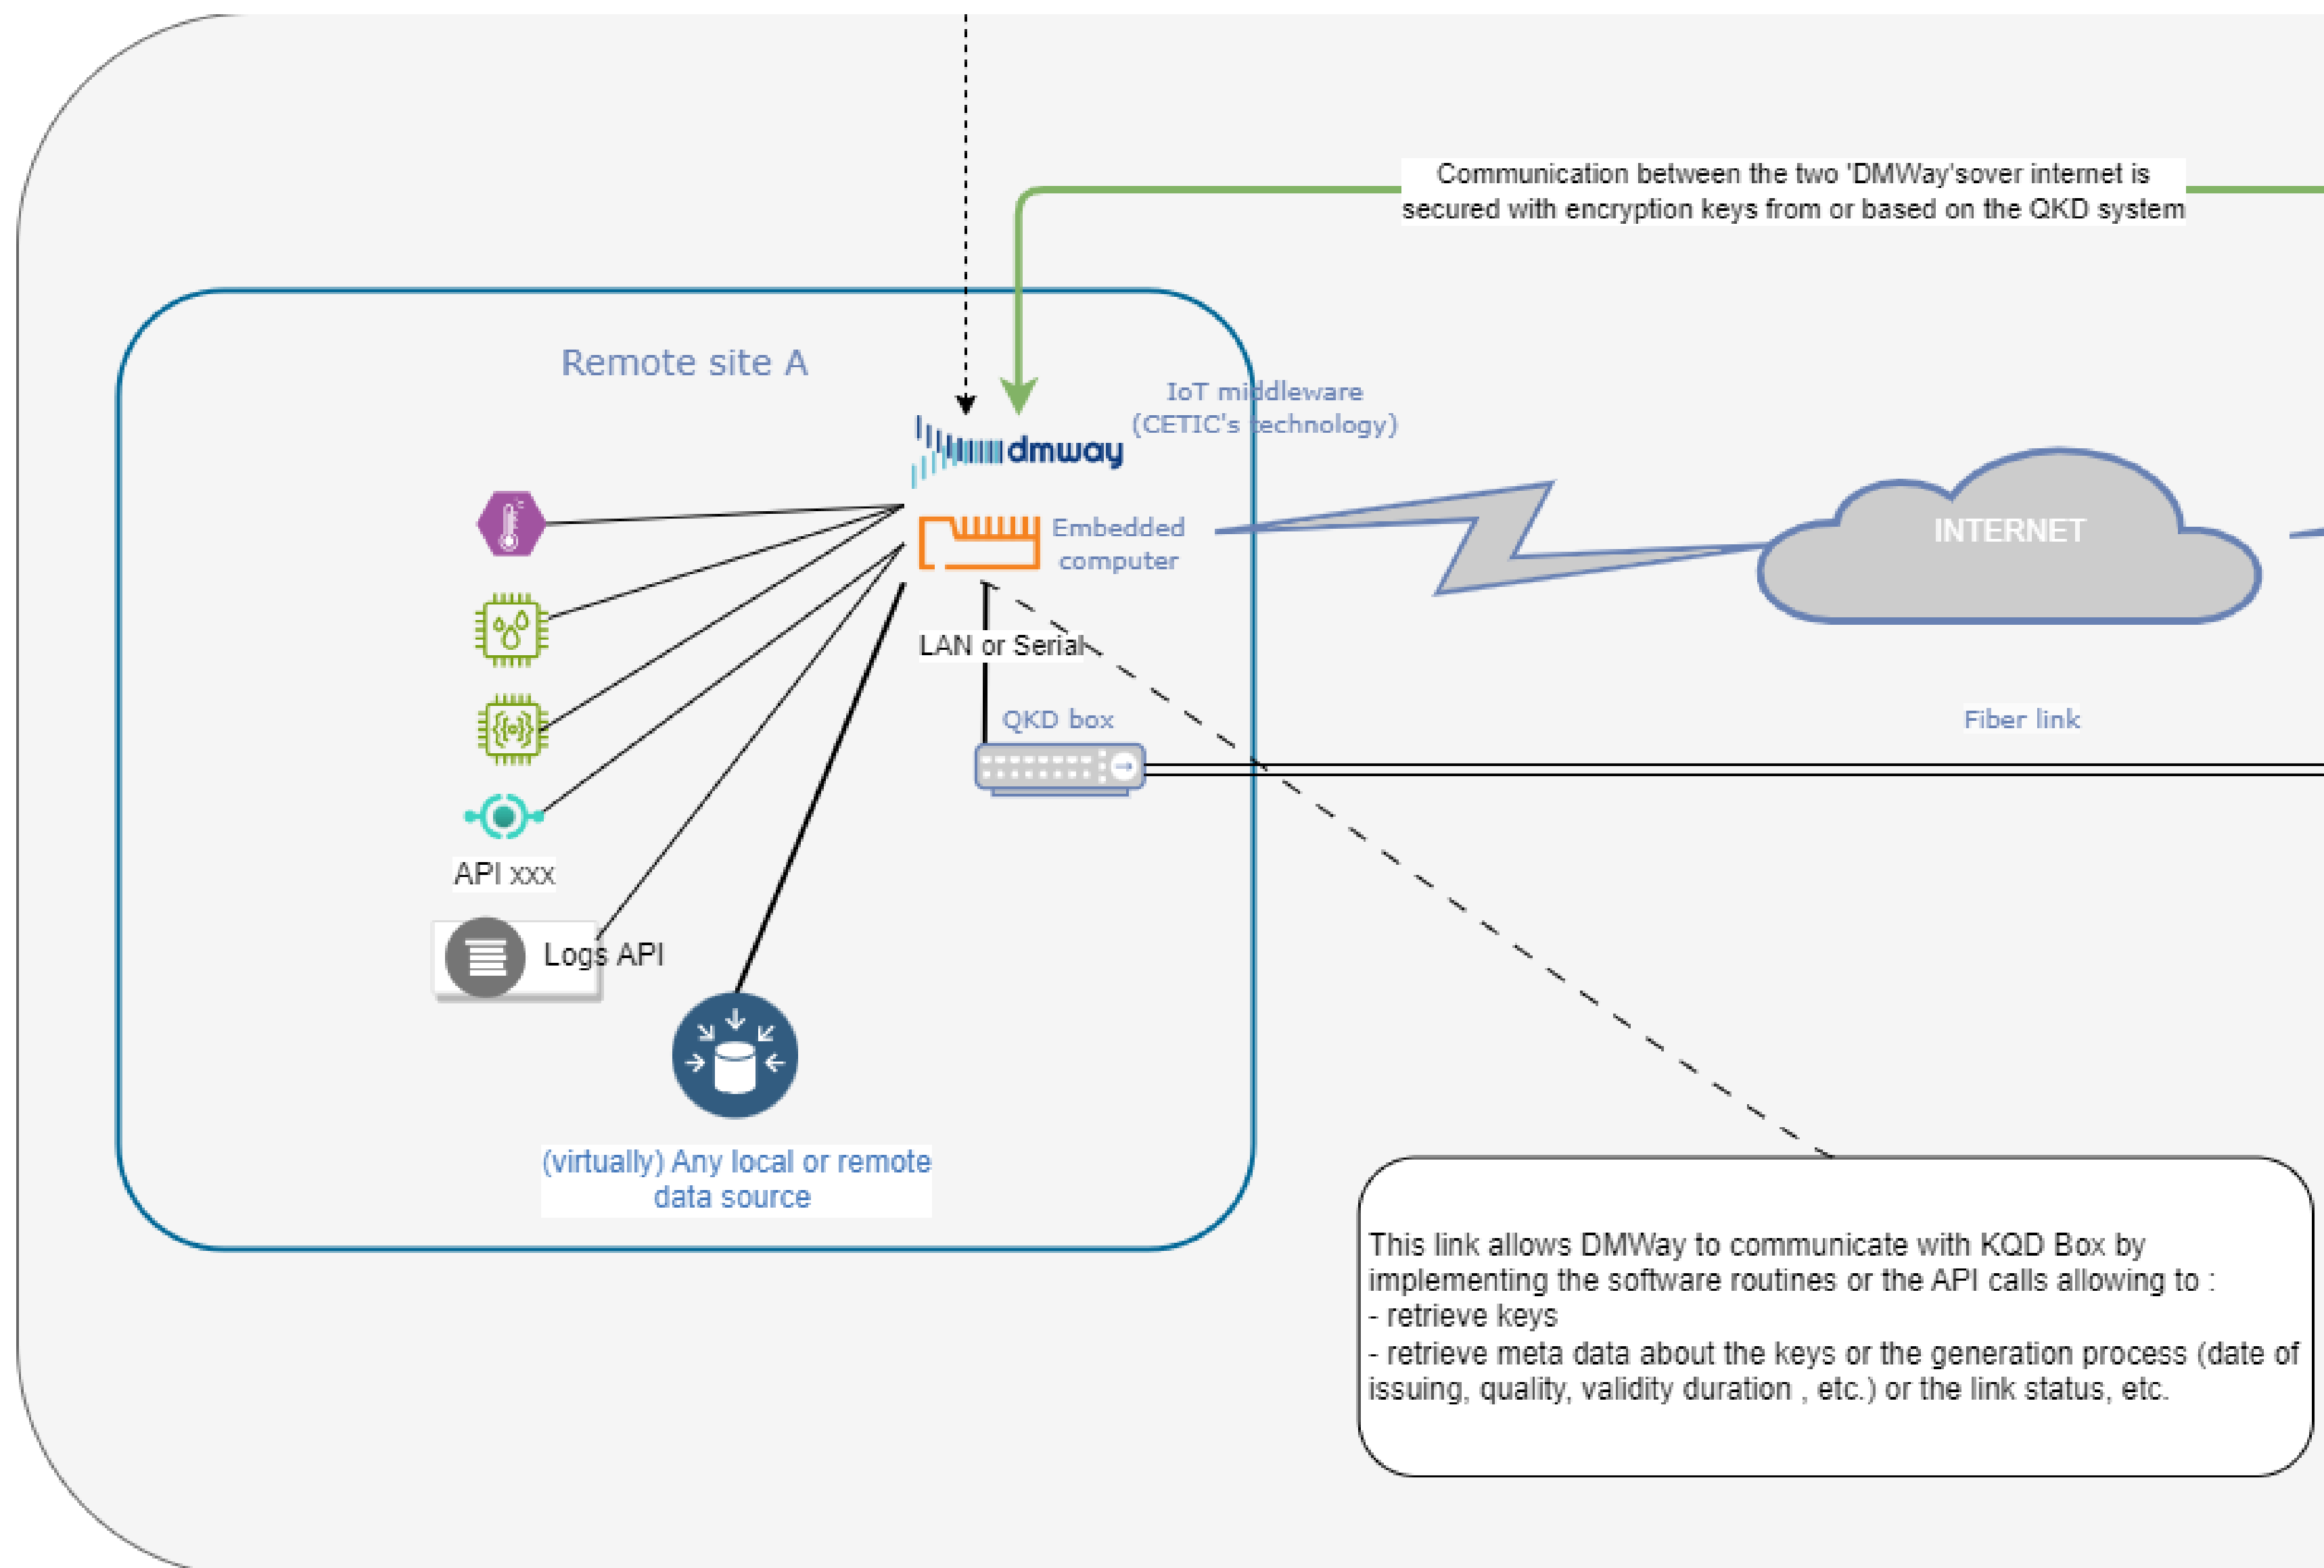 Communication between the two 'DMWay'sover internet is
secured with encryption keys from or based on the QKD system
Remote site A
IoT middleware
(CETIC's technology)
dmway
Embedded
computer
INTERNET
LAN or Serial
QKD box
Fiber link
API xxx
Logs API
(virtually) Any local or remote
data source
This link allows DMWay to communicate with KQD Box by
implementing the software routines or the API calls allowing to :
- retrieve keys
- retrieve meta data about the keys or the generation process (date of
issuing, quality, validity duration , etc.) or the link status, etc.